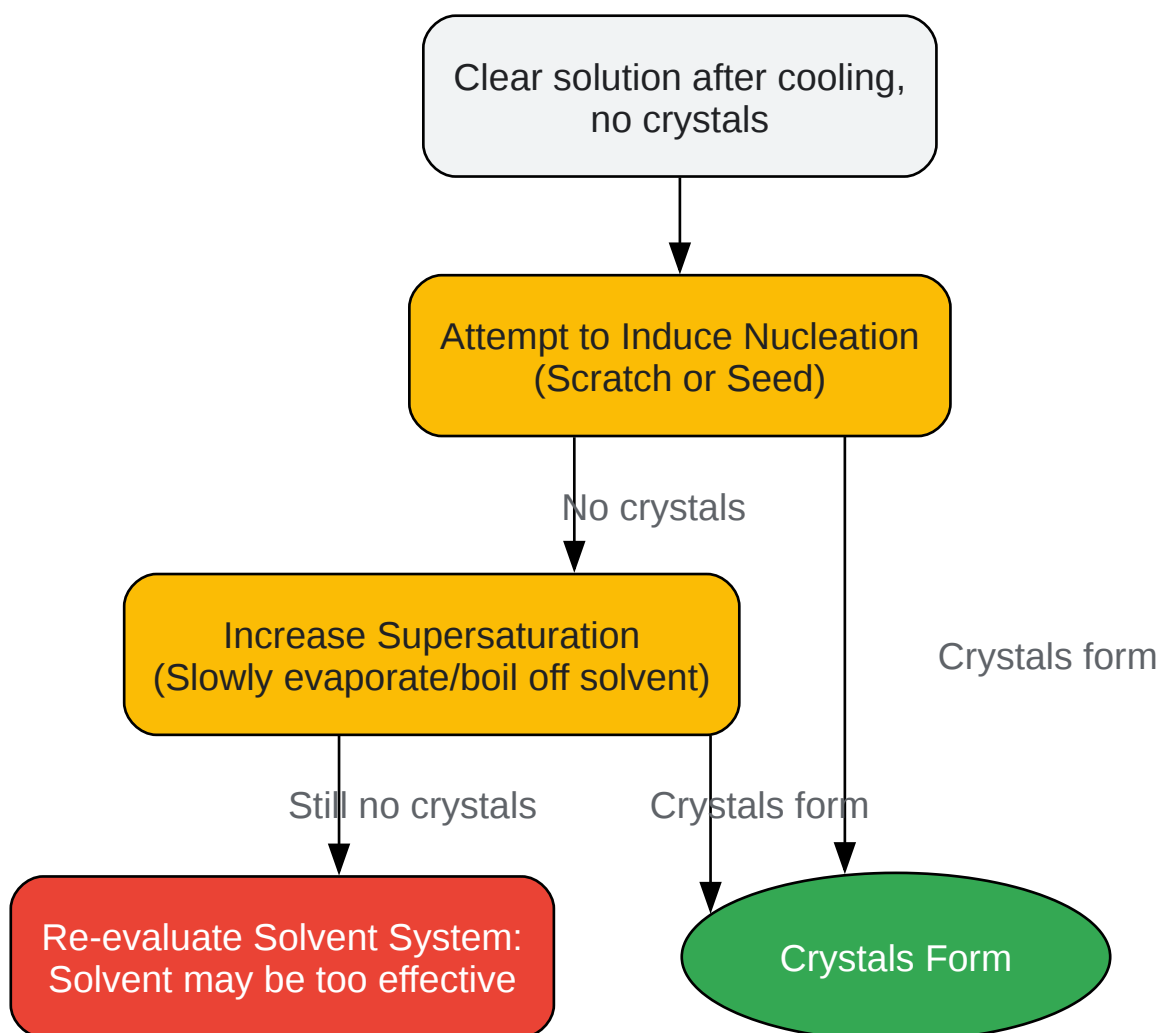 Clear solution after cooling,
no crystals
Attempt to Induce Nucleation
(Scratch or Seed)
No crystals
Increase Supersaturation
(Slowly evaporate/boil off solvent)
Crystals form
Still no crystals
Crystals form
Re-evaluate Solvent System:
Solvent may be too effective
Crystals Form